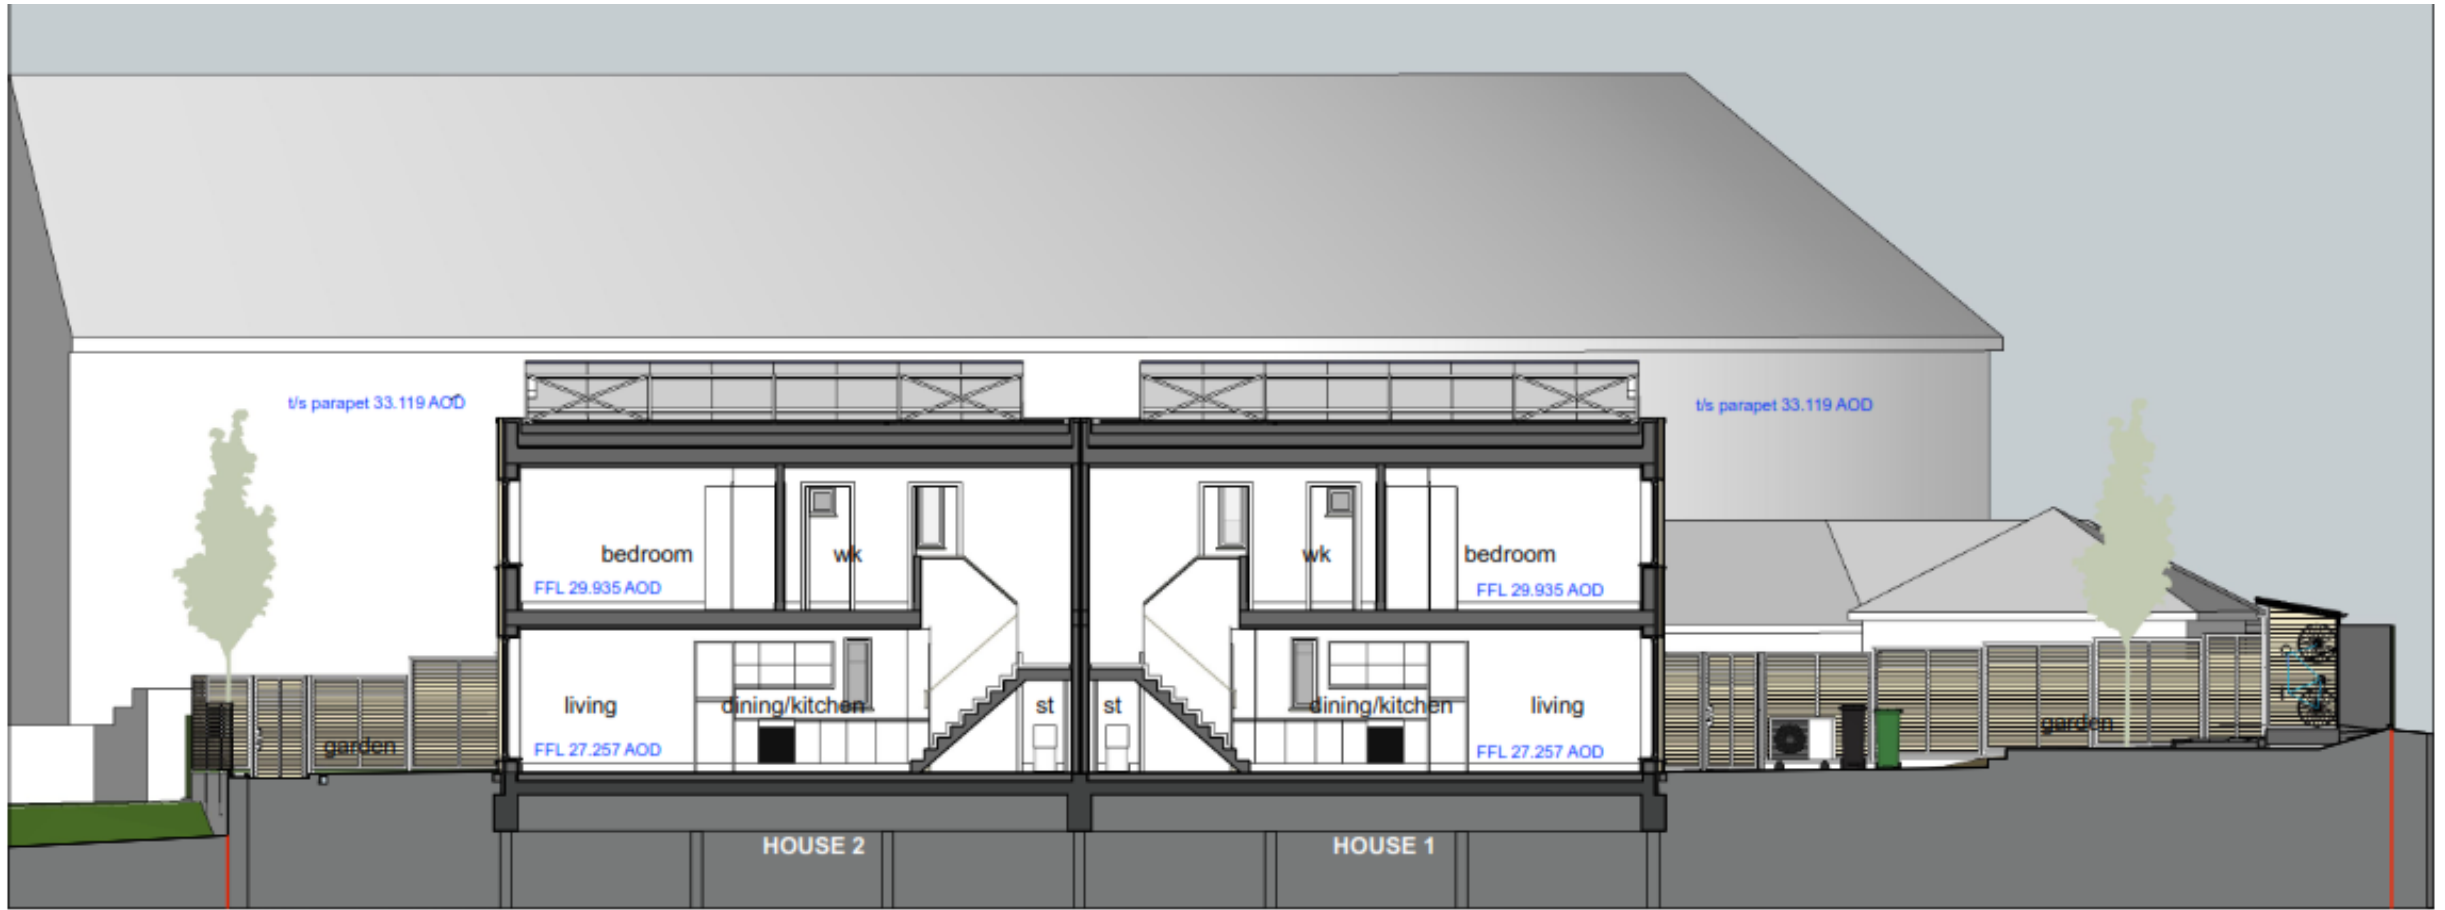 t/s parapet 33.119 AOD
t/s parapet 33.119 AOD
bedroom
wk
wk
bedroom
FFL 29.935 AOD
FFL 29.935 AOD
living
dining/kitchen
st
st
dining/kitchen
living
garden
garden
FFL 27.257 AOD
FFL 27.257 AOD
HOUSE 2
HOUSE 1